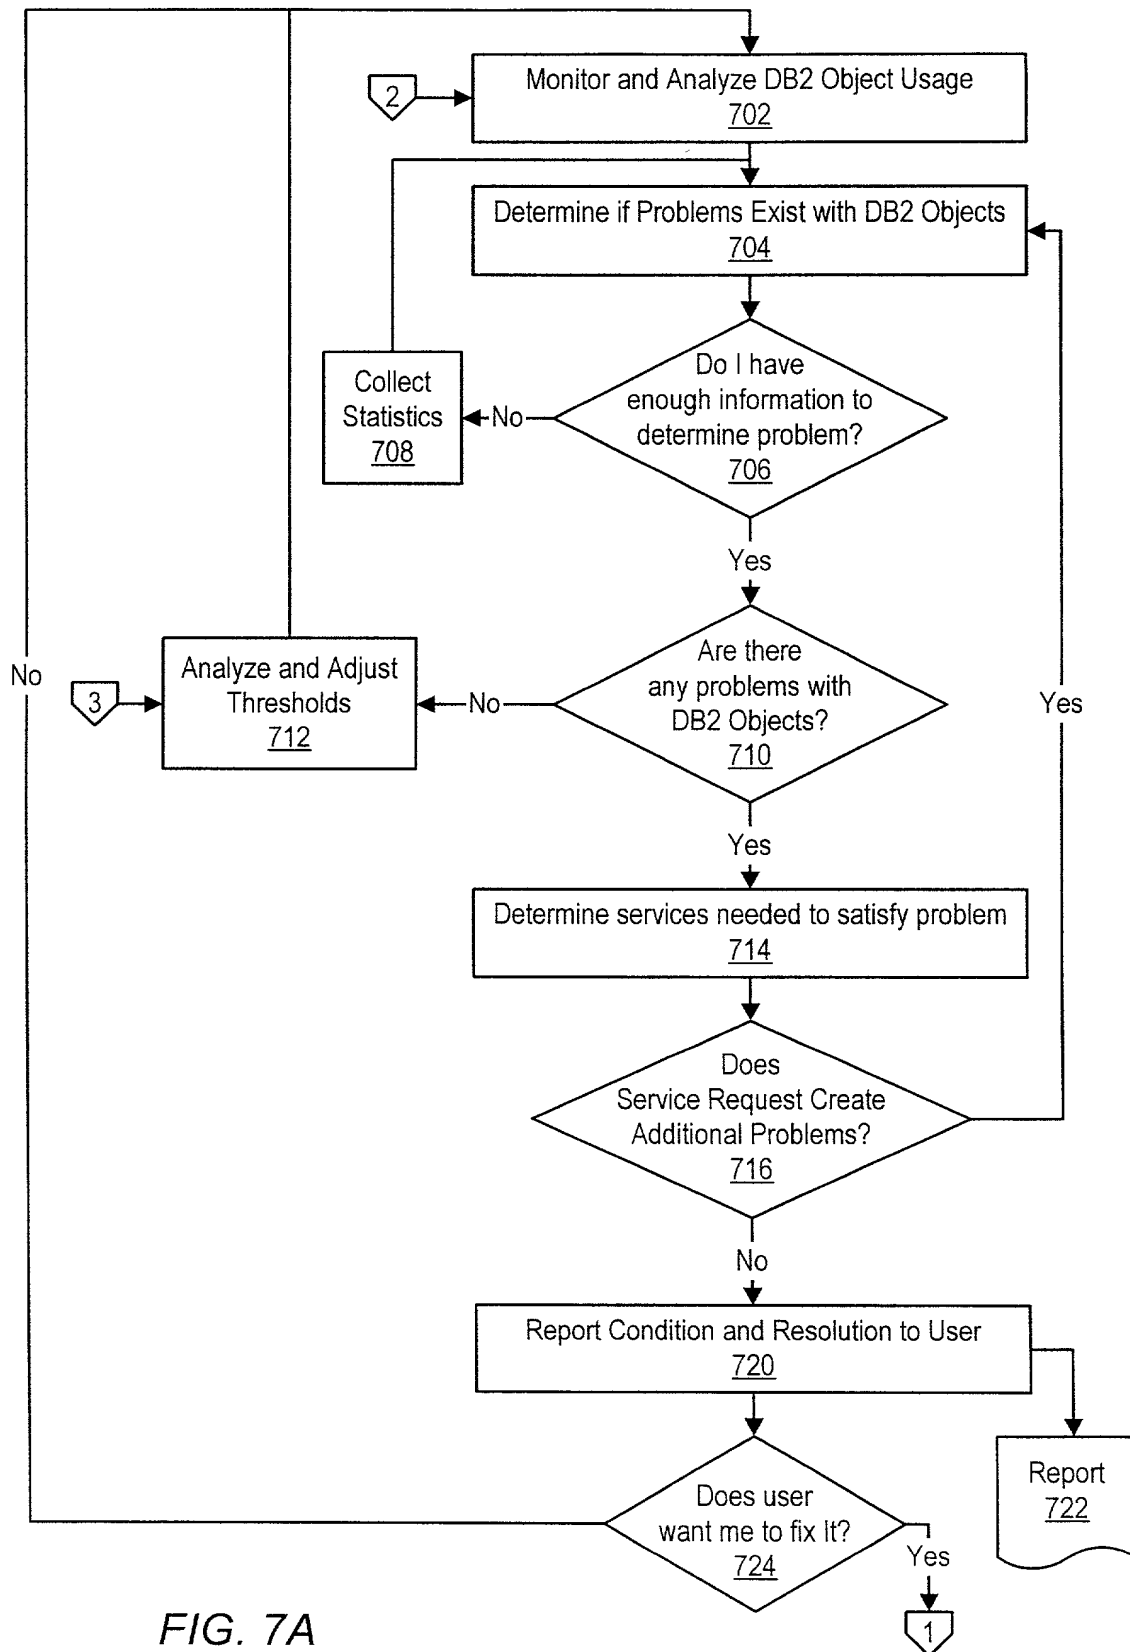 Monitor and Analyze DB2 Object Usage
702
2
Determine if Problems Exist with DB2 Objects
704
Do I have
enough information to
determine problem?
706
No
Collect
Statistics
708
Yes
Are there
any problems with
DB2 Objects?
710
No
Analyze and Adjust
Thresholds
712
3
No
Yes
Yes
Determine services needed to satisfy problem
714
Does
Service Request Create
Additional Problems?
716
No
Report Condition and Resolution to User
720
Report
722
Does user
want me to fix It?
724
Yes
1
FIG. 7A